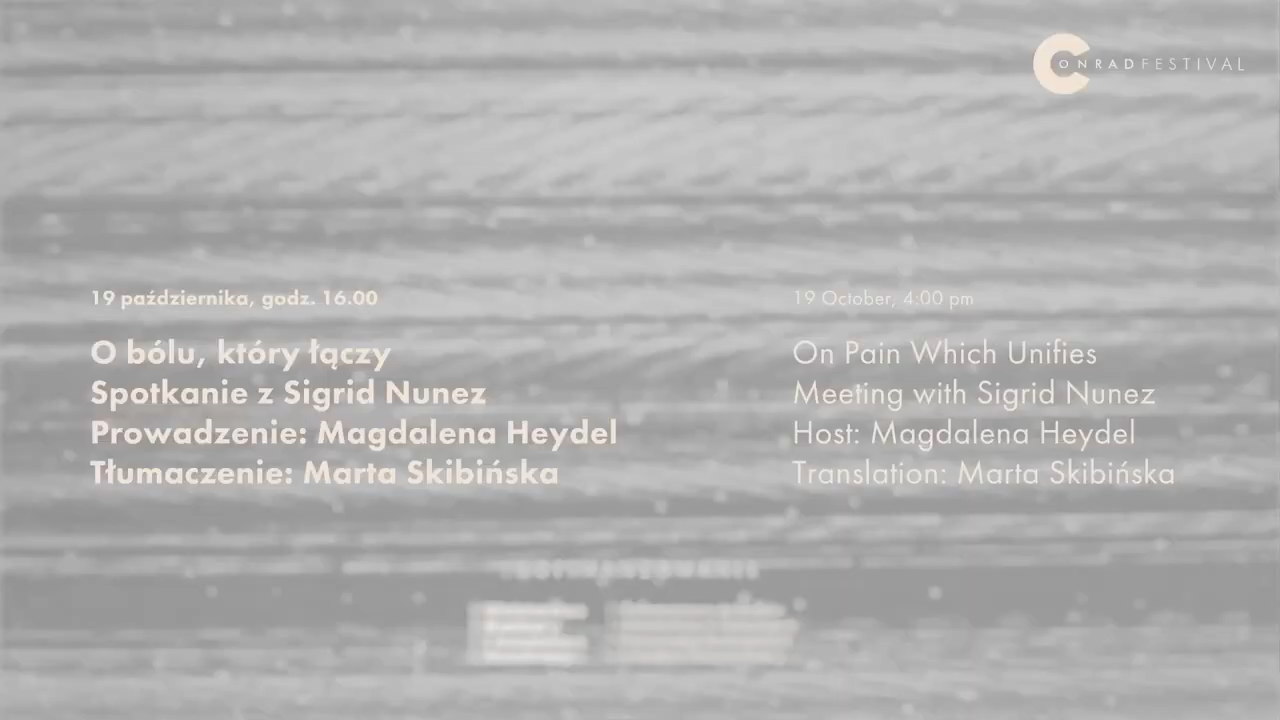 CONRADFESTIVAL
19 października, godz. 16.00
O bólu, który łączy
Spotkanie z Sigrid Nunez
Prowadzenie: Magdalena Heydel
Tłumaczenie: Marta Skibińska
19 October, 4:00 pm
On Pain Which Unifies
Meeting with Sigrid Nunez
Host: Magdalena Heydel
Translation: Marta Skibińska